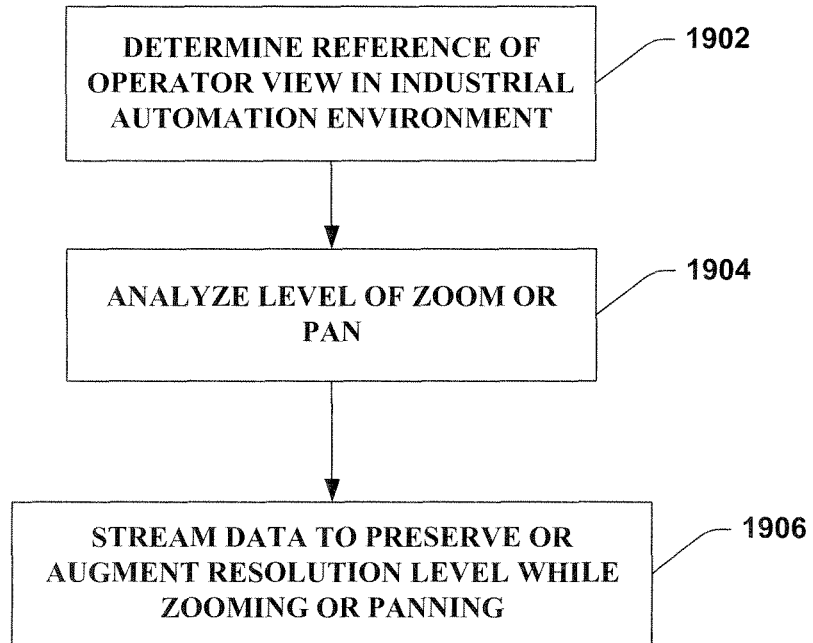 DETERMINE REFERENCE OF
OPERATOR VIEW IN INDUSTRIAL
AUTOMATION ENVIRONMENT
1902
ANALYZE LEVEL OF ZOOM OR
PAN
1904
STREAM DATA TO PRESERVE OR
AUGMENT RESOLUTION LEVEL WHILE
ZOOMING OR PANNING
1906